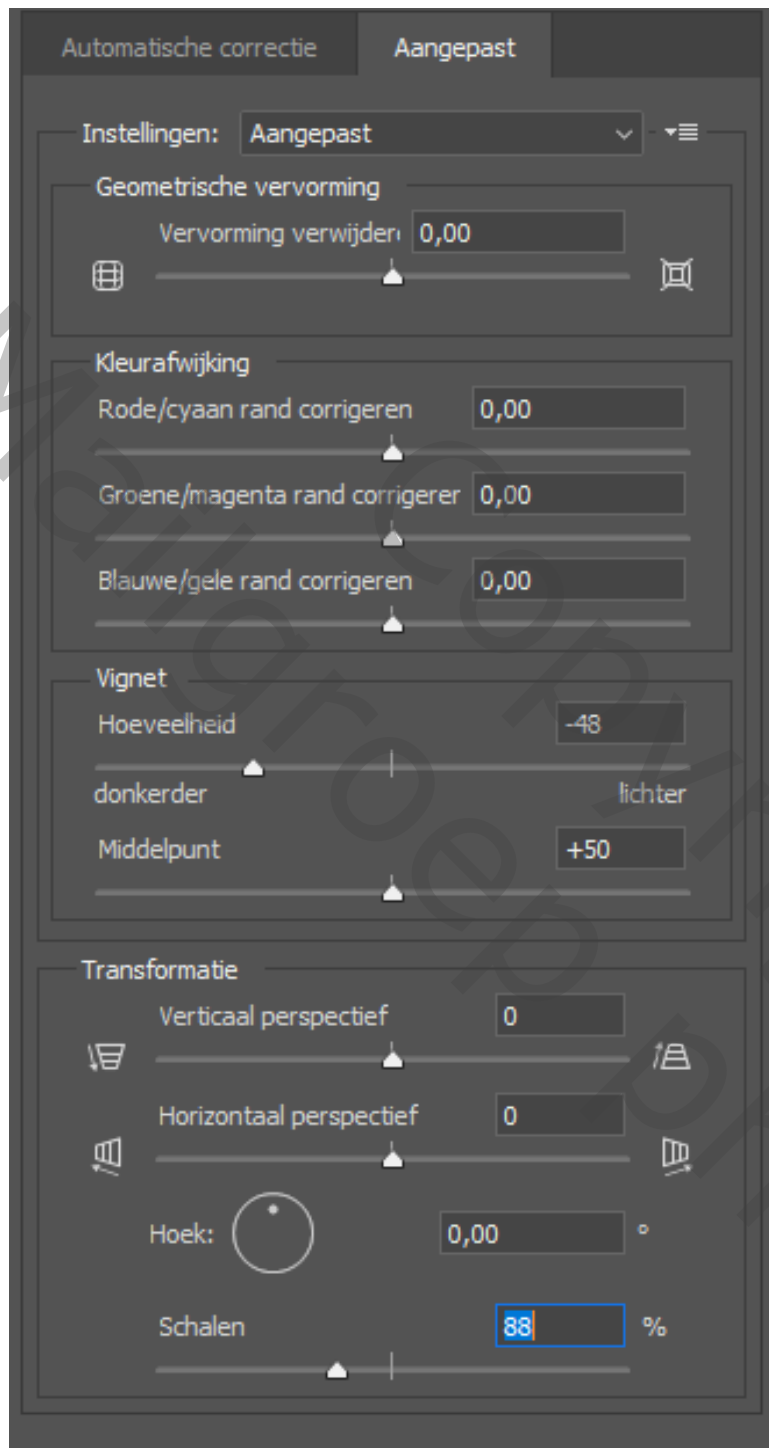 Automatische correctie Aangepast
Instellingen: Aangepast
Geometrische vervorming
Vervorming verwijder 0,00
Kleurafwijking
Rode/cyaan rand corrigeren 0,00
Groene/magenta rand corrigerer 0,00
Blauwe/gele rand corrigeren 0,00
Vignet
Hoeveelheid -48
donkerder lichter
Middelpunt +50
Transformatie
Verticaal perspectief 0
Horizontaal perspectief 0
Hoek: 0,00 °
Schalen 88 %
Mailgroep